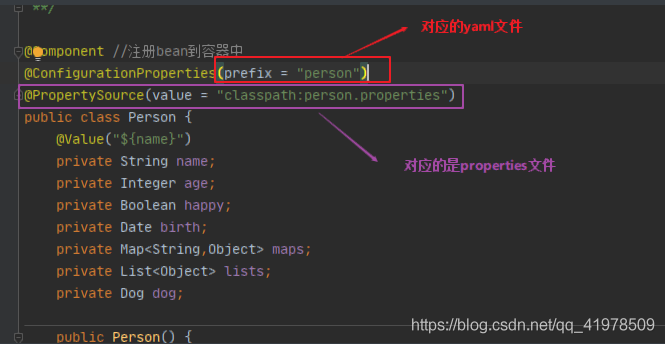 **/
对应的yaml文件
@Component //注册bean到容器中
@ConfigurationProperties(prefix = "person")
@PropertySource(value = "classpath:person.properties")
public class Person {
@Value("${name}")
private String name;
对应的是properties文件
private Integer age;
private Boolean happy;
private Date birth;
private Map<String,Object> maps;
private List<Object> lists;
private Dog dog;
https://blog.csdn.net/qq_41978509
public Person() {